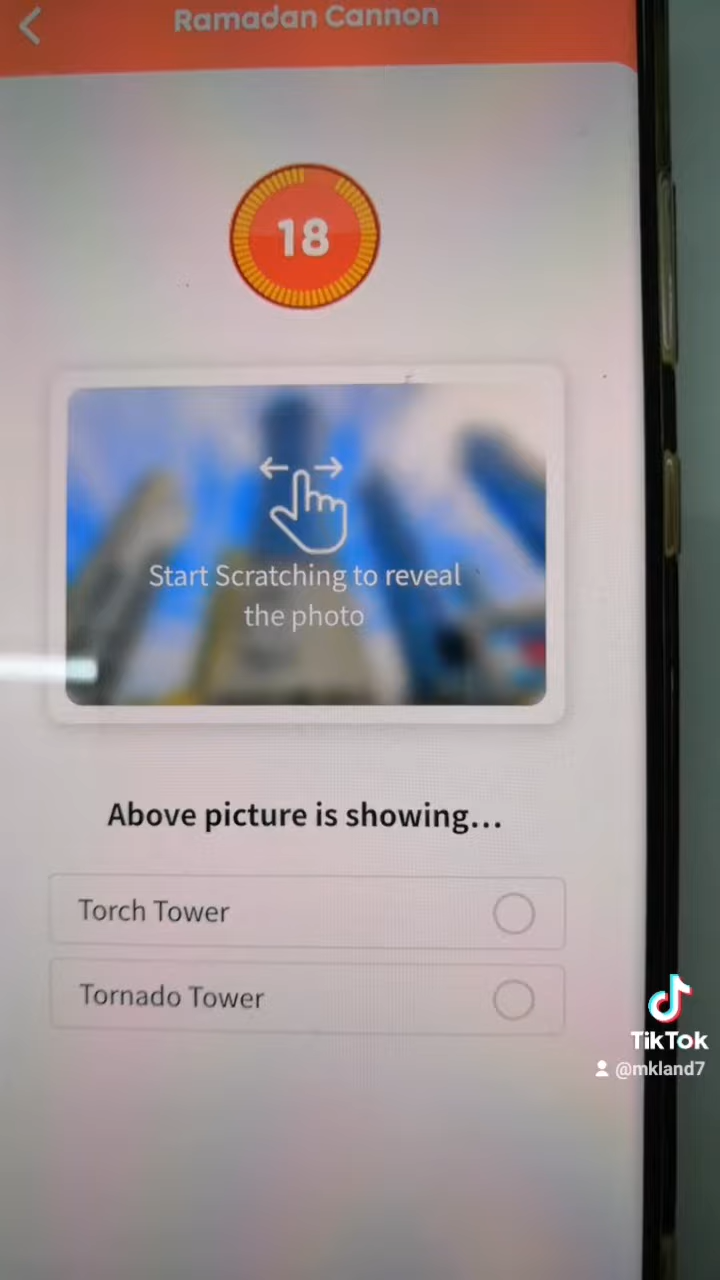 Ramadan Cannon
18
Start Scratching to reveal
the photo
Above picture is showing...
Torch Tower
Tornado Tower
TikTok
@mkland7